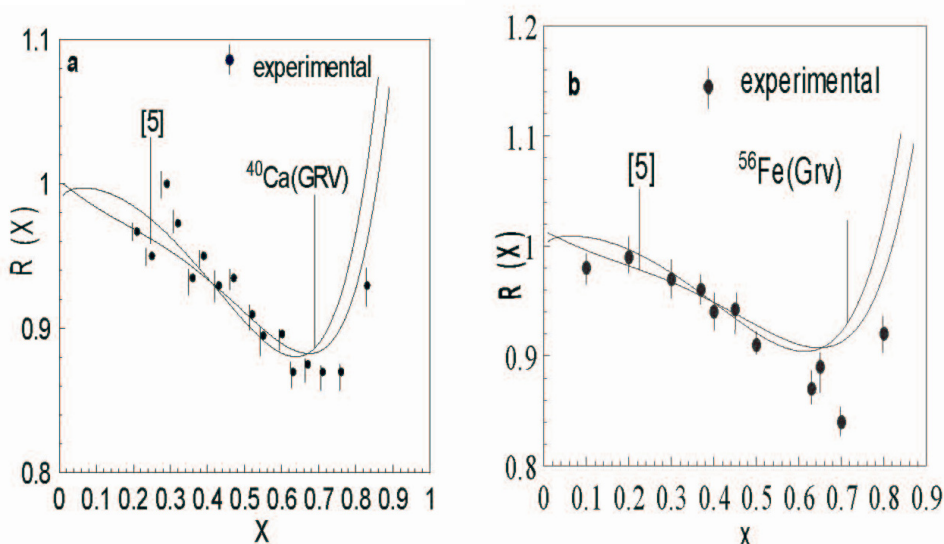 a
experimental
[5]
⁴⁰Ca(GRV)
R (X)
1.1
1
0.9
0.8
0 0.1 0.2 0.3 0.4 0.5 0.6 0.7 0.8 0.9 1
X
b
experimental
[5]
⁵⁶Fe(Grv)
R (X)
1.2
1.1
1
0.9
0.8
0 0.1 0.2 0.3 0.4 0.5 0.6 0.7 0.8 0.9
x